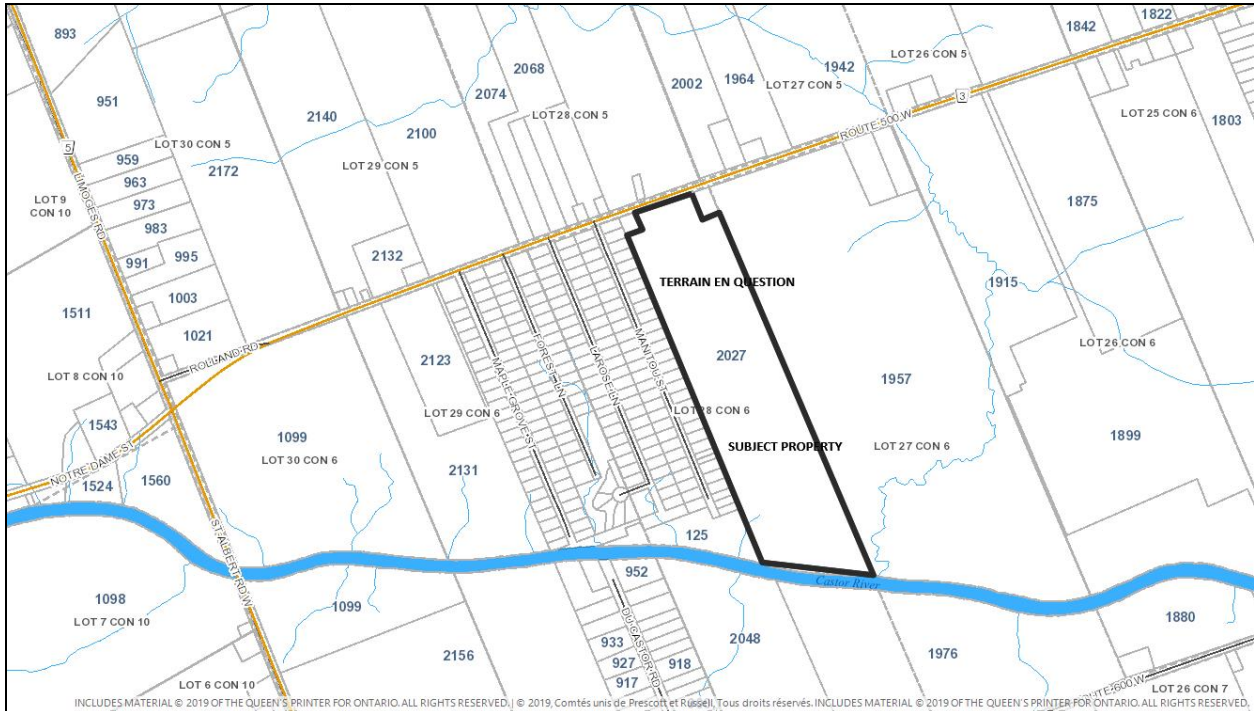 893
951
LOT 30 CON 5
959
963
973
983
991
995
1003
1021
2172
2140
LOT 29 CON 5
2100
2132
2074
2068
LOT 28 CON 5
2002
1964
LOT 27 CON 5
1942
LOT 26 CON 5
1842
1822
LOT 25 CON 6
1803
5
LIMOGES RD
LOT 9
CON 10
1511
LOT 8 CON 10
1543
1524
1560
NOTRE DAME ST
ROLLAND RD
ROUTE 500 W
3
1099
LOT 30 CON 6
2123
LOT 29 CON 6
2131
MAPLE GROVE ST
FOREST LN
LAROSE LN
MANITOU ST
LOT 28 CON 6
TERRAIN EN QUESTION
2027
SUBJECT PROPERTY
1957
LOT 27 CON 6
1915
1875
LOT 26 CON 6
1899
125
952
Castor River
ST ALBERT RD W
1098
LOT 7 CON 10
1099
2156
LOT 6 CON 10
933
927
917
918
DU CASTOR RD
2048
1976
1880
ROUTE 600 W
LOT 26 CON 7
INCLUDES MATERIAL © 2019 OF THE QUEEN'S PRINTER FOR ONTARIO. ALL RIGHTS RESERVED. | © 2019, Comtés unis de Prescott et Russell, Tous droits réservés. INCLUDES MATERIAL © 2019 OF THE QUEEN'S PRINTER FOR ONTARIO. ALL RIGHTS RESERVED.